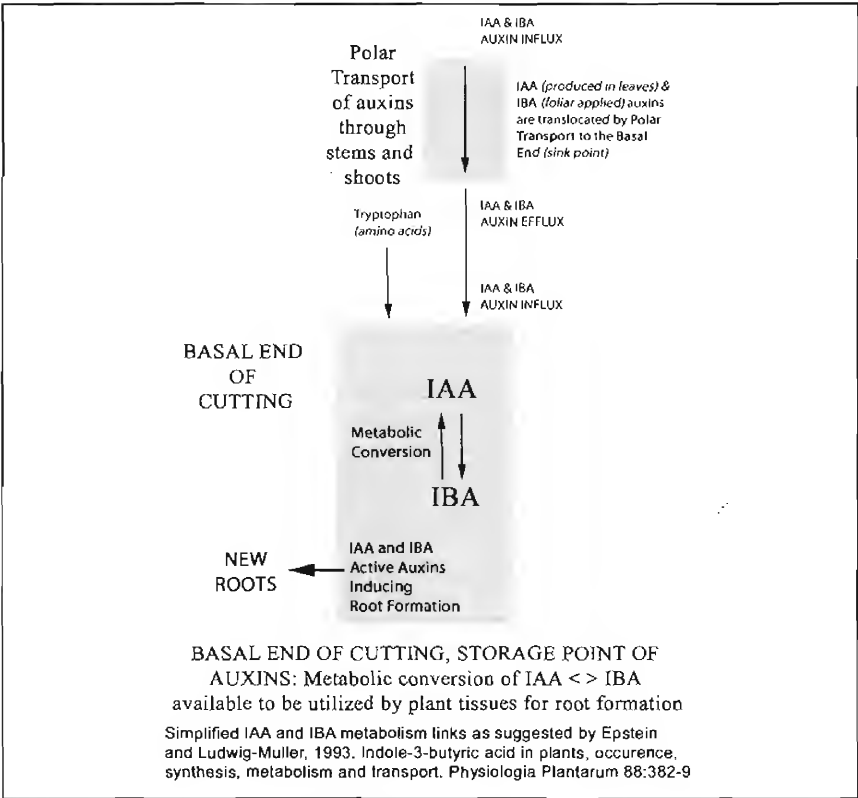 IAA & IBA
AUXIN INFLUX
Polar
Transport
of auxins
through
stems and
shoots
IAA (produced in leaves) &
IBA (foliar applied) auxins
are translocated by Polar
Transport to the Basal
End (sink point)
Tryptophan
(amino acids)
IAA & IBA
AUXIN EFFLUX
IAA & IBA
AUXIN INFLUX
BASAL END
OF
CUTTING
IAA
Metabolic
Conversion
IBA
NEW
ROOTS
IAA and IBA
Active Auxins
Inducing
Root Formation
BASAL END OF CUTTING, STORAGE POINT OF
AUXINS: Metabolic conversion of IAA < > IBA
available to be utilized by plant tissues for root formation
Simplified IAA and IBA metabolism links as suggested by Epstein
and Ludwig-Muller, 1993. Indole-3-butyric acid in plants, occurence,
synthesis, metabolism and transport. Physiologia Plantarum 88:382-9